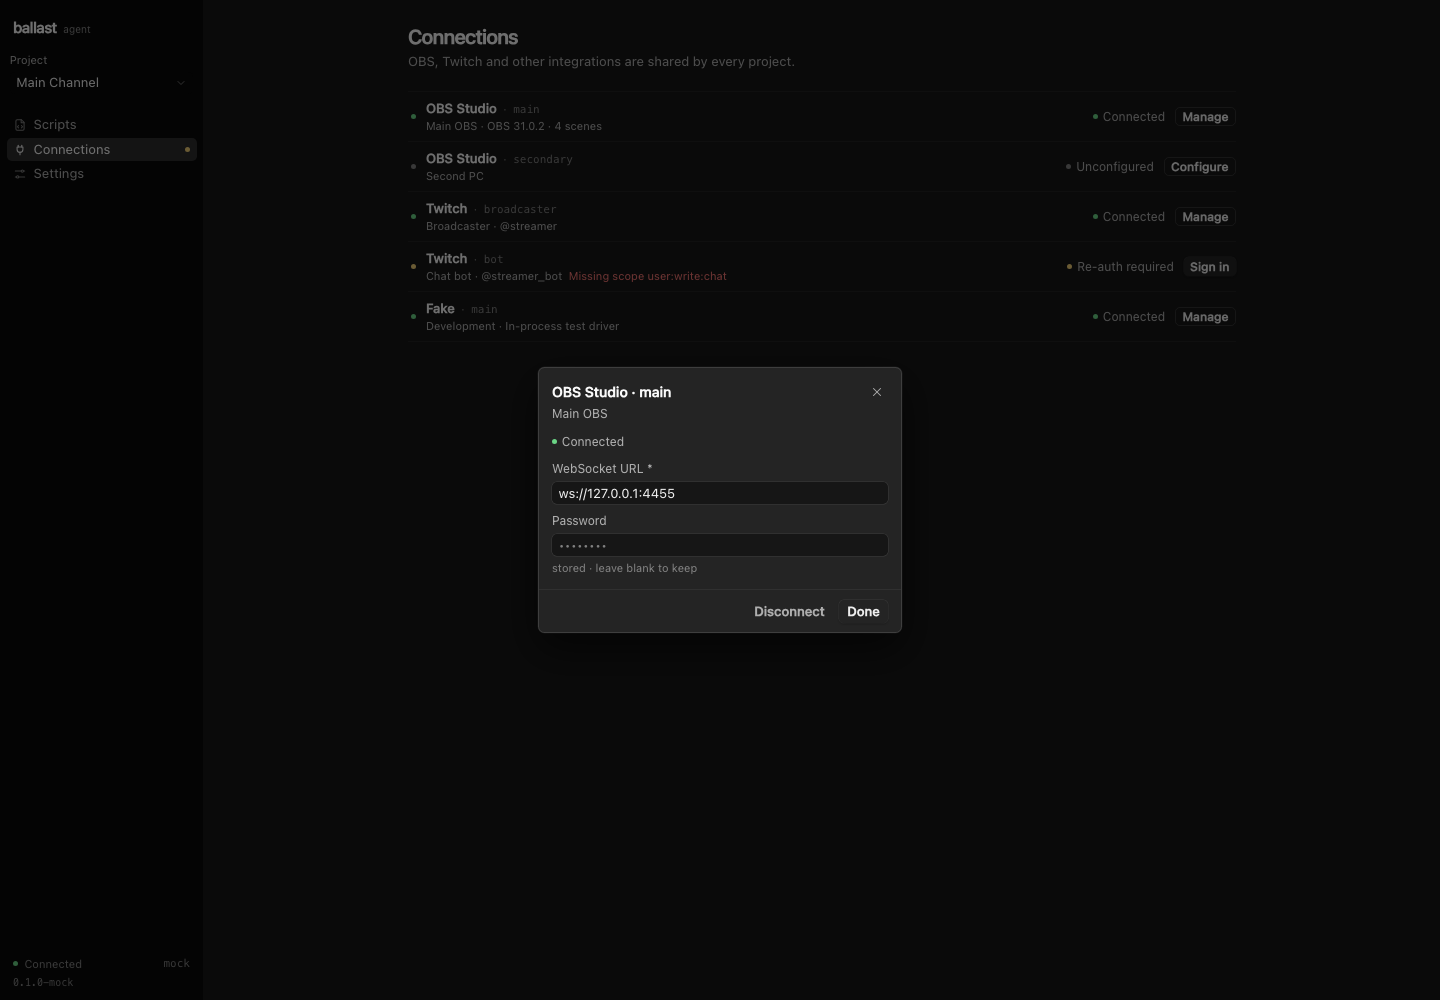 ballast agent
Project
Main Channel
Scripts
Connections
Settings
Connected mock
0.1.0-mock
Connections
OBS, Twitch and other integrations are shared by every project.
OBS Studio · main
Main OBS · OBS 31.0.2 · 4 scenes
Connected Manage
OBS Studio · secondary
Second PC
Unconfigured Configure
Twitch · broadcaster
Broadcaster · @streamer
Connected Manage
Twitch · bot
Chat bot · @streamer_bot Missing scope user:write:chat
Re-auth required Sign in
Fake · main
Development · In-process test driver
Connected Manage
OBS Studio · main
Main OBS
Connected
WebSocket URL *
ws://127.0.0.1:4455
Password
••••••••
stored · leave blank to keep
Disconnect Done